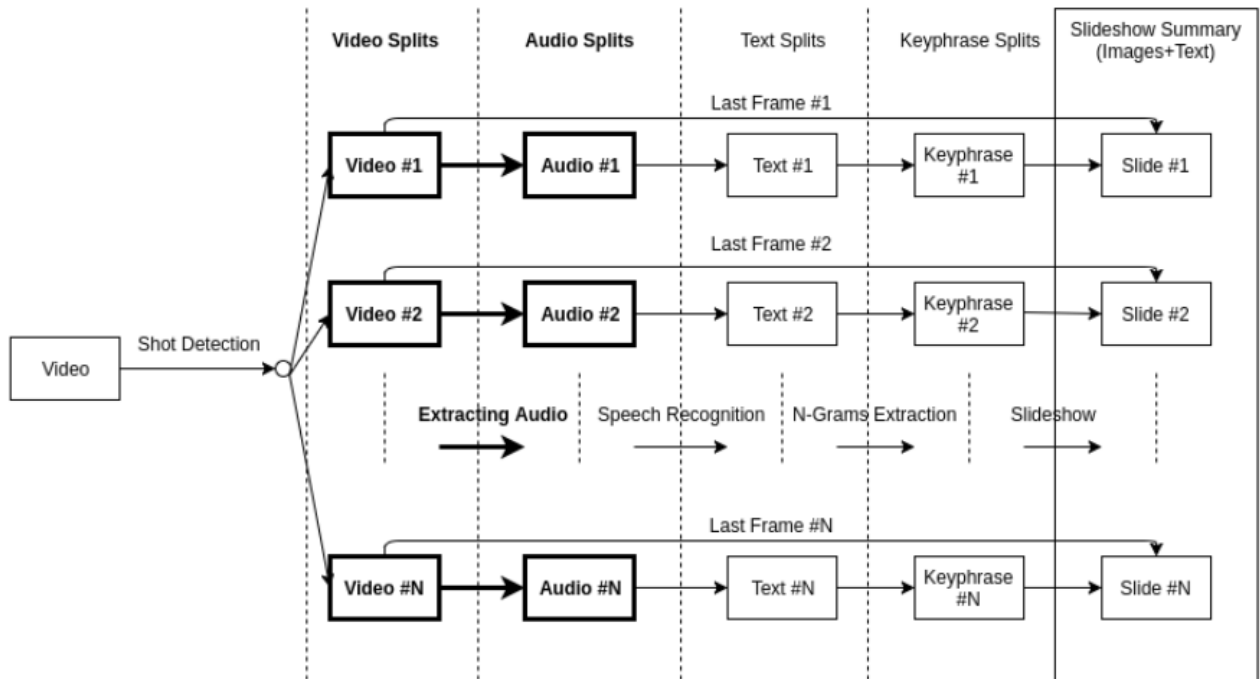 Video Splits
Audio Splits
Text Splits
Keyphrase Splits
Slideshow Summary
(Images+Text)
Last Frame #1
Video #1
Audio #1
Text #1
Keyphrase
#1
Slide #1
Last Frame #2
Video #2
Audio #2
Text #2
Keyphrase
#2
Slide #2
Video
Shot Detection
Extracting Audio
Speech Recognition
N-Grams Extraction
Slideshow
Last Frame #N
Video #N
Audio #N
Text #N
Keyphrase
#N
Slide #N